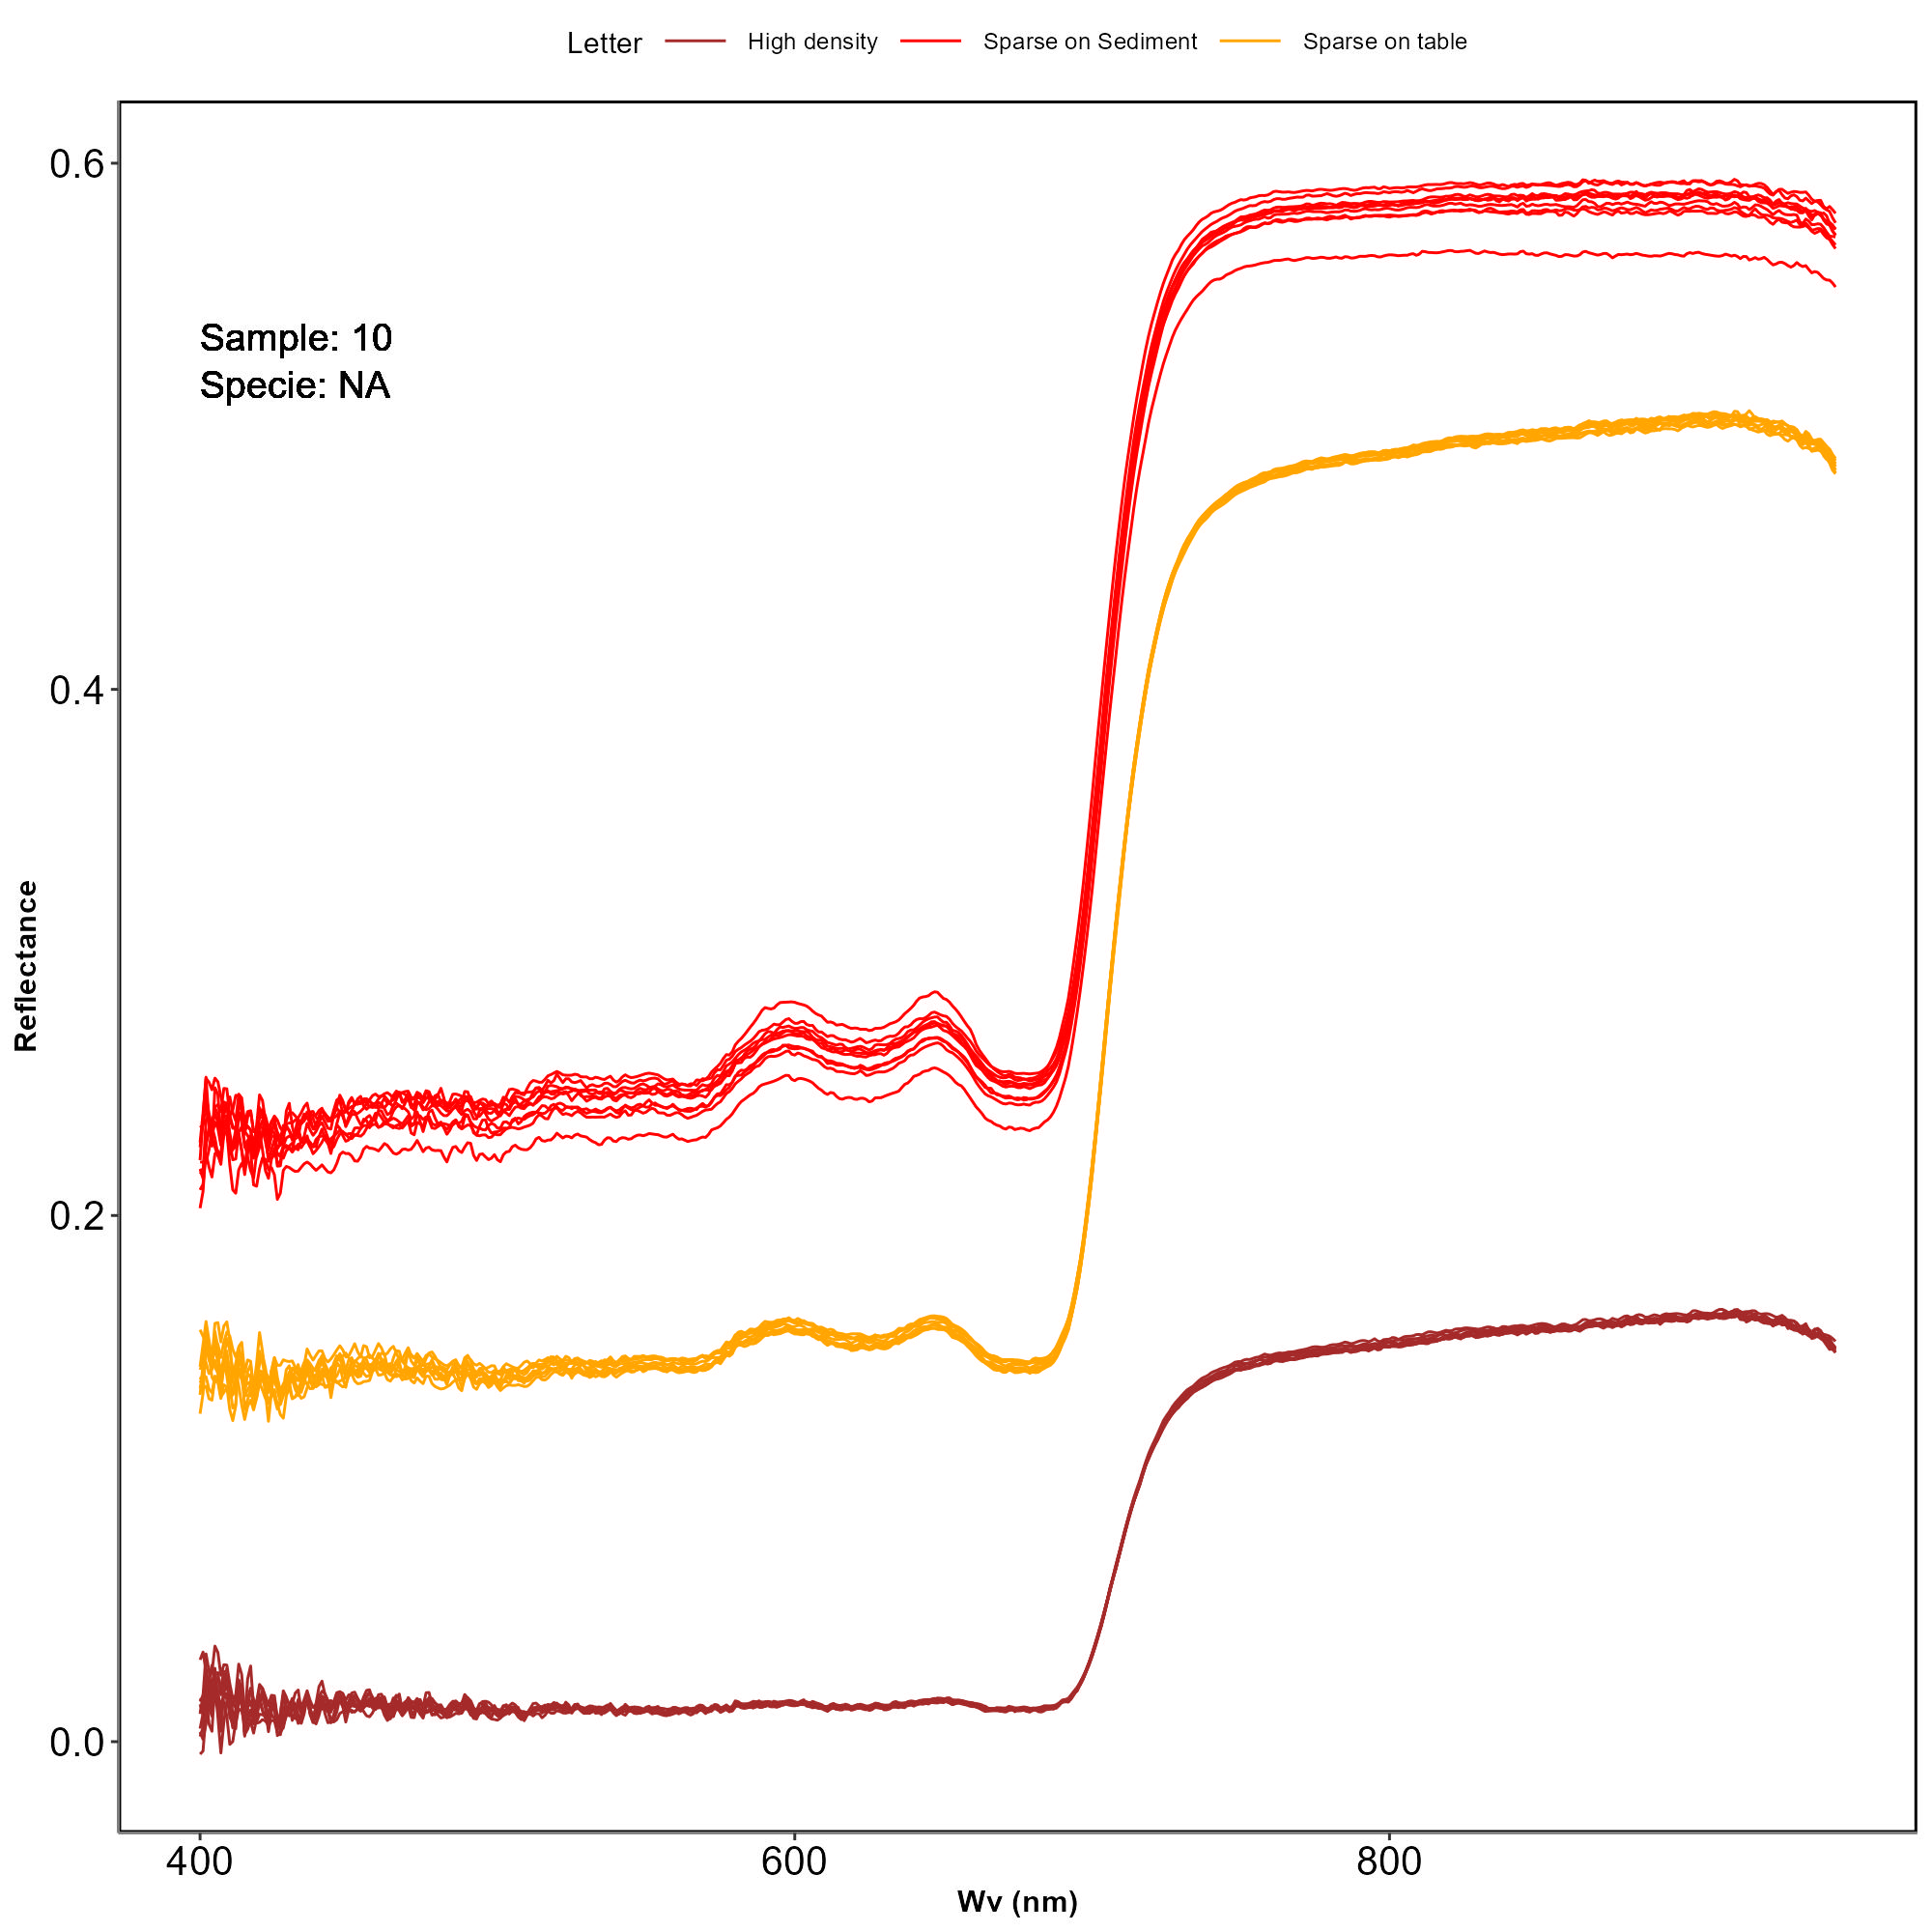 Letter High density Sparse on Sediment Sparse on table
0.6
Sample: 10
Specie: NA
0.4
Reflectance
0.2
0.0
400 600 800
Wv (nm)